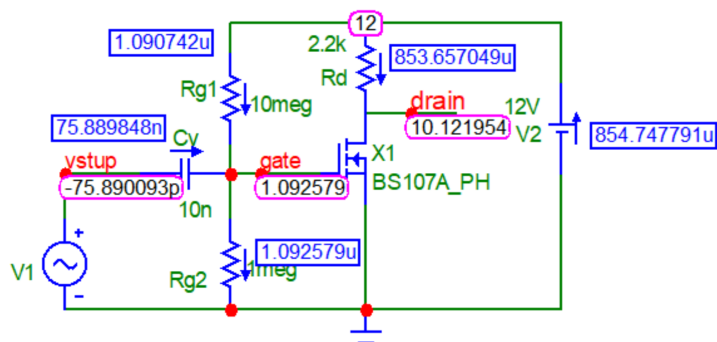 12
1.090742u
2.2k
853.657049u
Rd
Rg1
10meg
drain
12V
10.121954
V2
75.889848n
Cv
854.747791u
vstup
gate
X1
-75.890093p
1.092579
BS107A_PH
10n
+
1.092579u
V1
1meg
Rg2
-